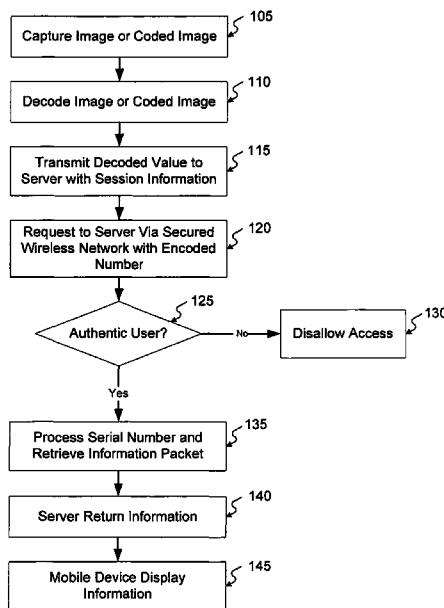 105
Capture Image or Coded Image
110
Decode Image or Coded Image
115
Transmit Decoded Value to
Server with Session Information
120
Request to Server Via Secured
Wireless Network with Encoded
Number
125
Authentic User?
No
130
Disallow Access
Yes
135
Process Serial Number and
Retrieve Information Packet
140
Server Return Information
145
Mobile Device Display
Information